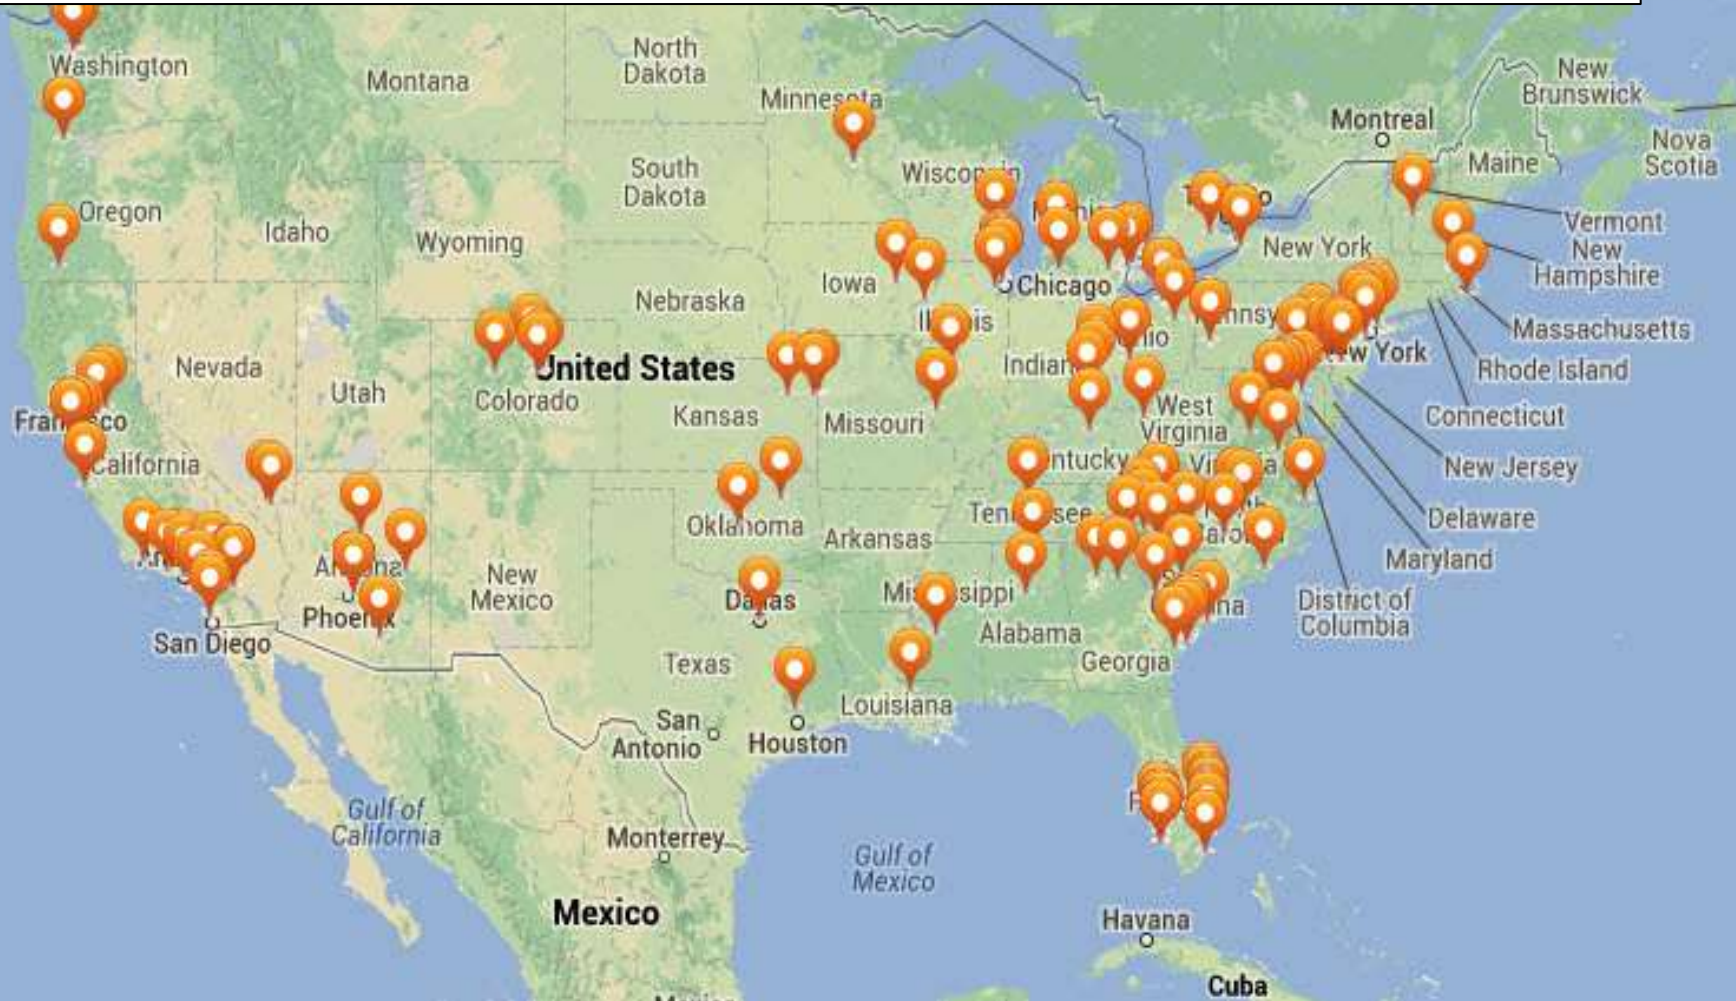 Washington
Montana
North
Dakota
Minnesota
Montreal
New
Brunswick
Nova
Scotia
Maine
Wisconsin
South
Dakota
Oregon
Idaho
Wyoming
Vermont
New
Hampshire
New York
Iowa
Chicago
Nebraska
Massachusetts
Rhode Island
Connecticut
New Jersey
Delaware
Maryland
District of
Columbia
Nevada
Utah
Colorado
United States
Kansas
Missouri
West
Virginia
California
Oklahoma
Arkansas
New
Mexico
Phoenix
San Diego
Dallas
Texas
Mississippi
Alabama
Georgia
Louisiana
San
Antonio
Houston
Gulf of
California
Monterrey
Gulf of
Mexico
Mexico
Havana
Cuba